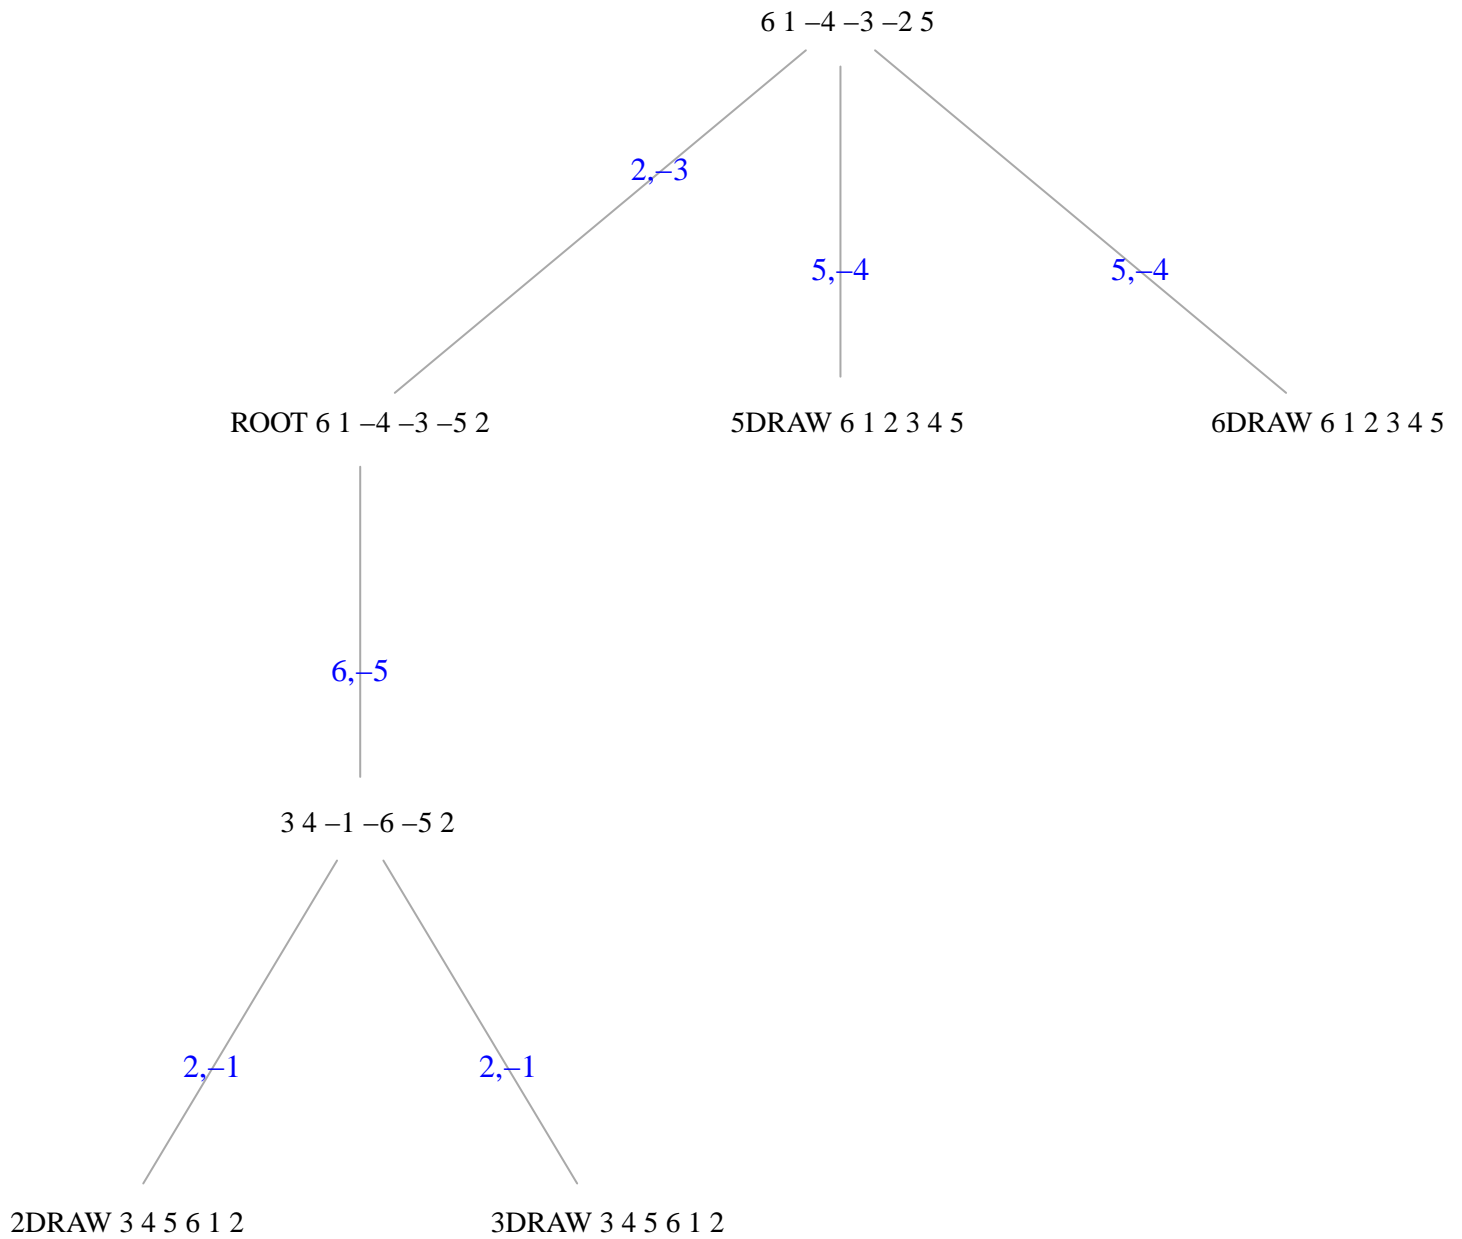 6 1 –4 –3 –2 5
2,–3
5,–4
5,–4
ROOT 6 1 –4 –3 –5 2
5DRAW 6 1 2 3 4 5
6DRAW 6 1 2 3 4 5
6,–5
3 4 –1 –6 –5 2
2,–1
2,–1
2DRAW 3 4 5 6 1 2
3DRAW 3 4 5 6 1 2